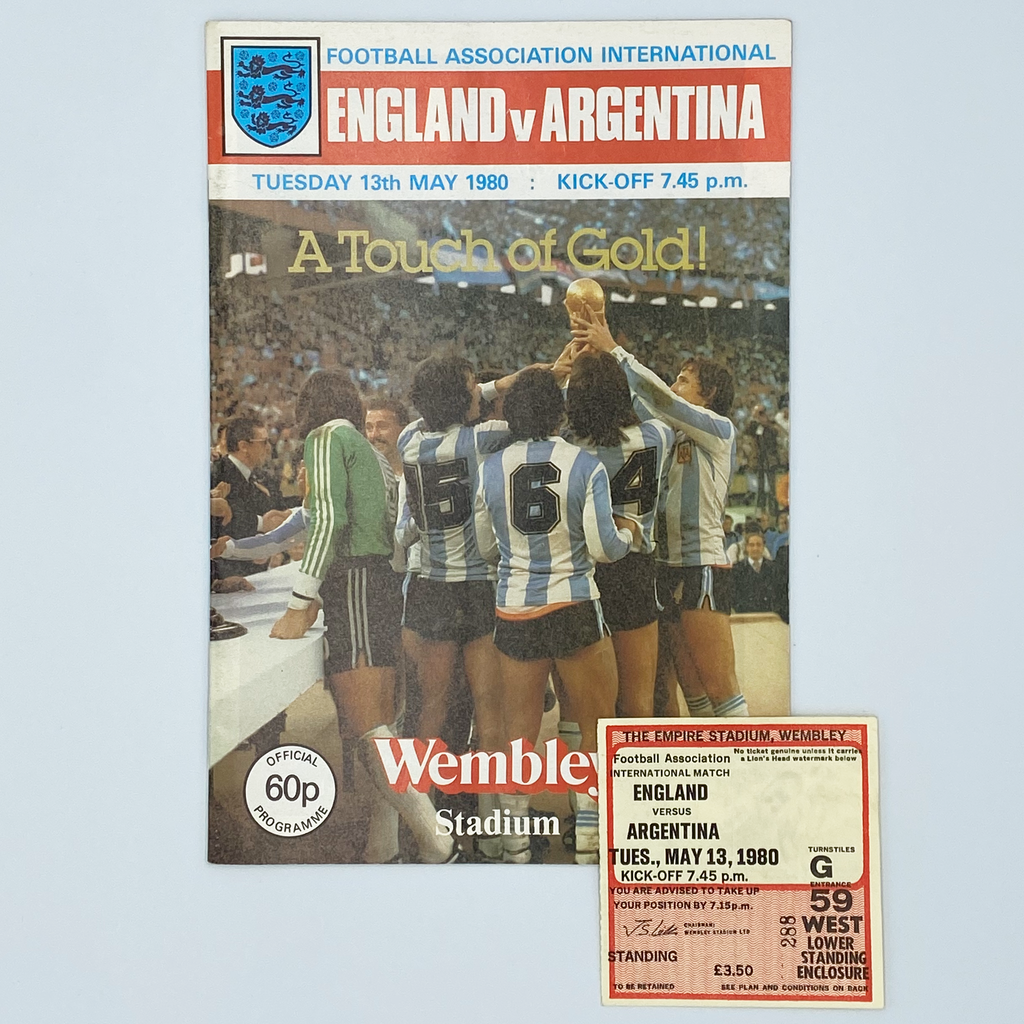 FOOTBALL ASSOCIATION INTERNATIONAL
ENGLAND v ARGENTINA
TUESDAY 13th MAY 1980 : KICK-OFF 7.45 p.m.
A Touch of Gold!
15
6
4
OFFICIAL
60p
PROGRAMME
Wembley
Stadium
THE EMPIRE STADIUM, WEMBLEY
Football Association
INTERNATIONAL MATCH
No ticket genuine unless it carries
a Lion's Head watermark below
ENGLAND
VERSUS
ARGENTINA
TUES., MAY 13, 1980
KICK-OFF 7.45 p.m.
YOU ARE ADVISED TO TAKE UP
YOUR POSITION BY 7.15p.m.
CHAIRMAN:
WEMBLEY STADIUM LTD
STANDING
£3.50
TO BE RETAINED
TURNSTILES
G
ENTRANCE
59
WEST
LOWER
STANDING
ENCLOSURE
288
SEE PLAN AND CONDITIONS ON BACK